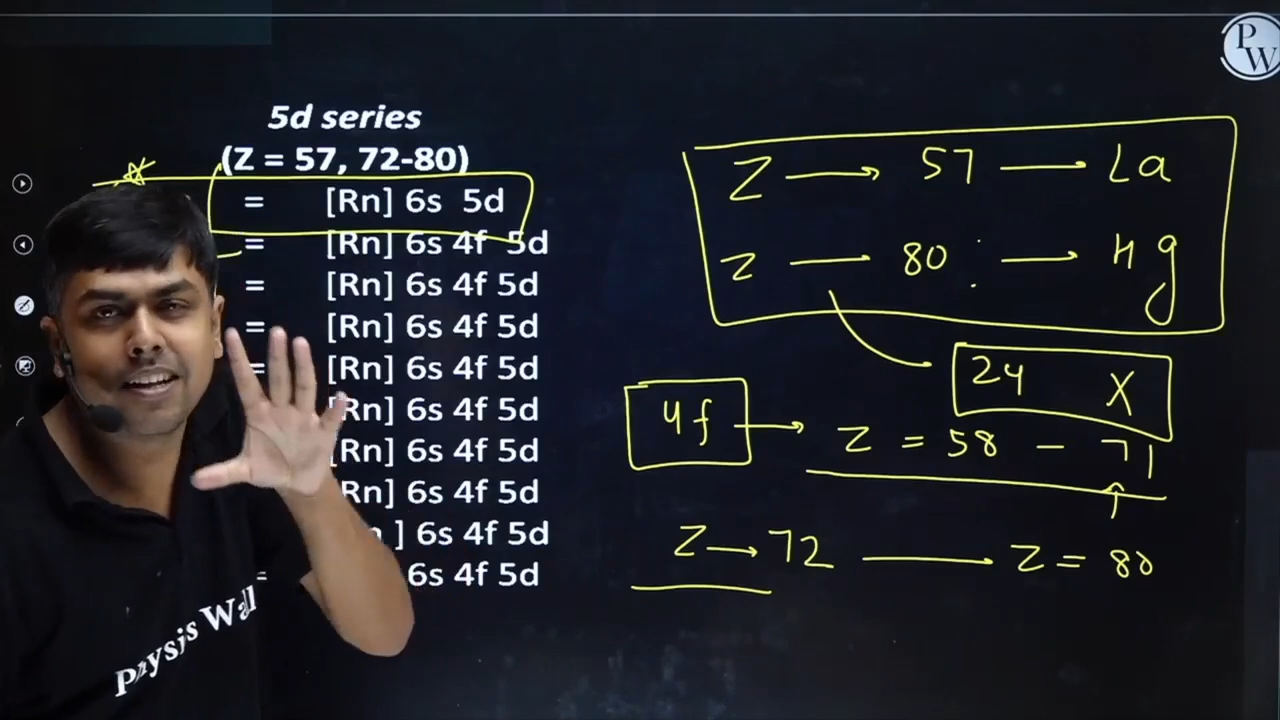 P
W
5d series
(Z = 57, 72-80)
= [Rn] 6s 5d
= [Rn] 6s 4f 5d
= [Rn] 6s 4f 5d
= [Rn] 6s 4f 5d
= [Rn] 6s 4f 5d
Rn] 6s 4f 5d
[Rn] 6s 4f 5d
Rn] 6s 4f 5d
n ] 6s 4f 5d
6s 4f 5d
=
Z → 57 → La
Z → 80 → Hg
24 X
4f → Z = 58 - 71
Z → 72 → Z = 80
Physics Wall